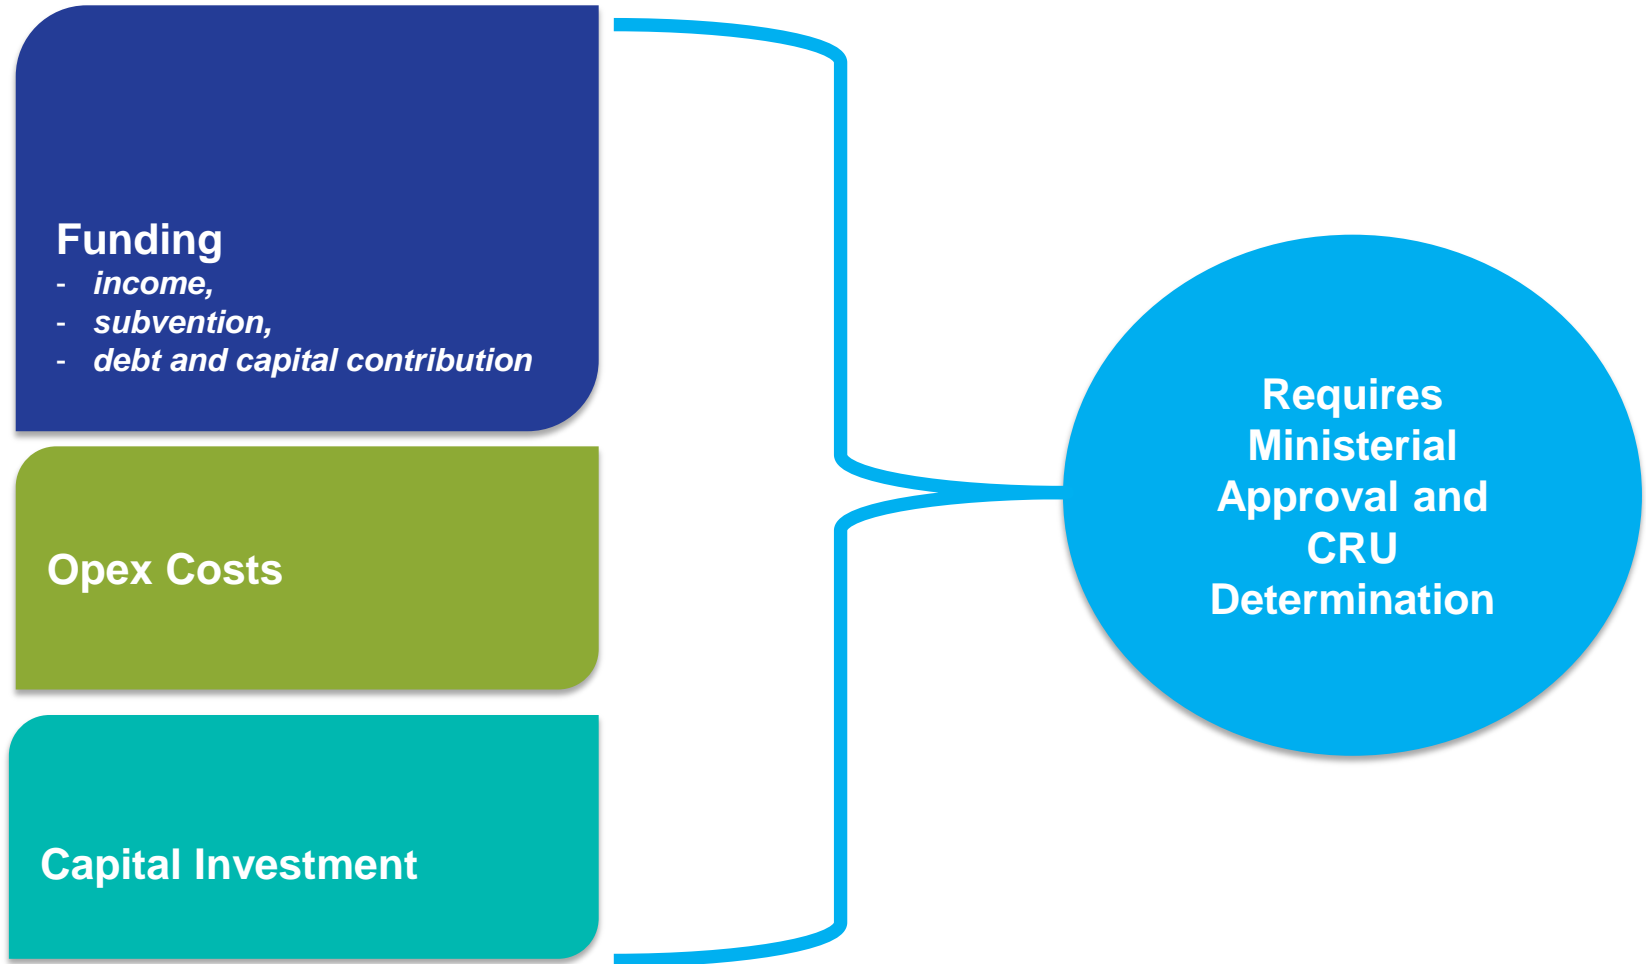 Funding
- income,
- subvention,
- debt and capital contribution
Opex Costs
Capital Investment
Requires
Ministerial
Approval and
CRU
Determination